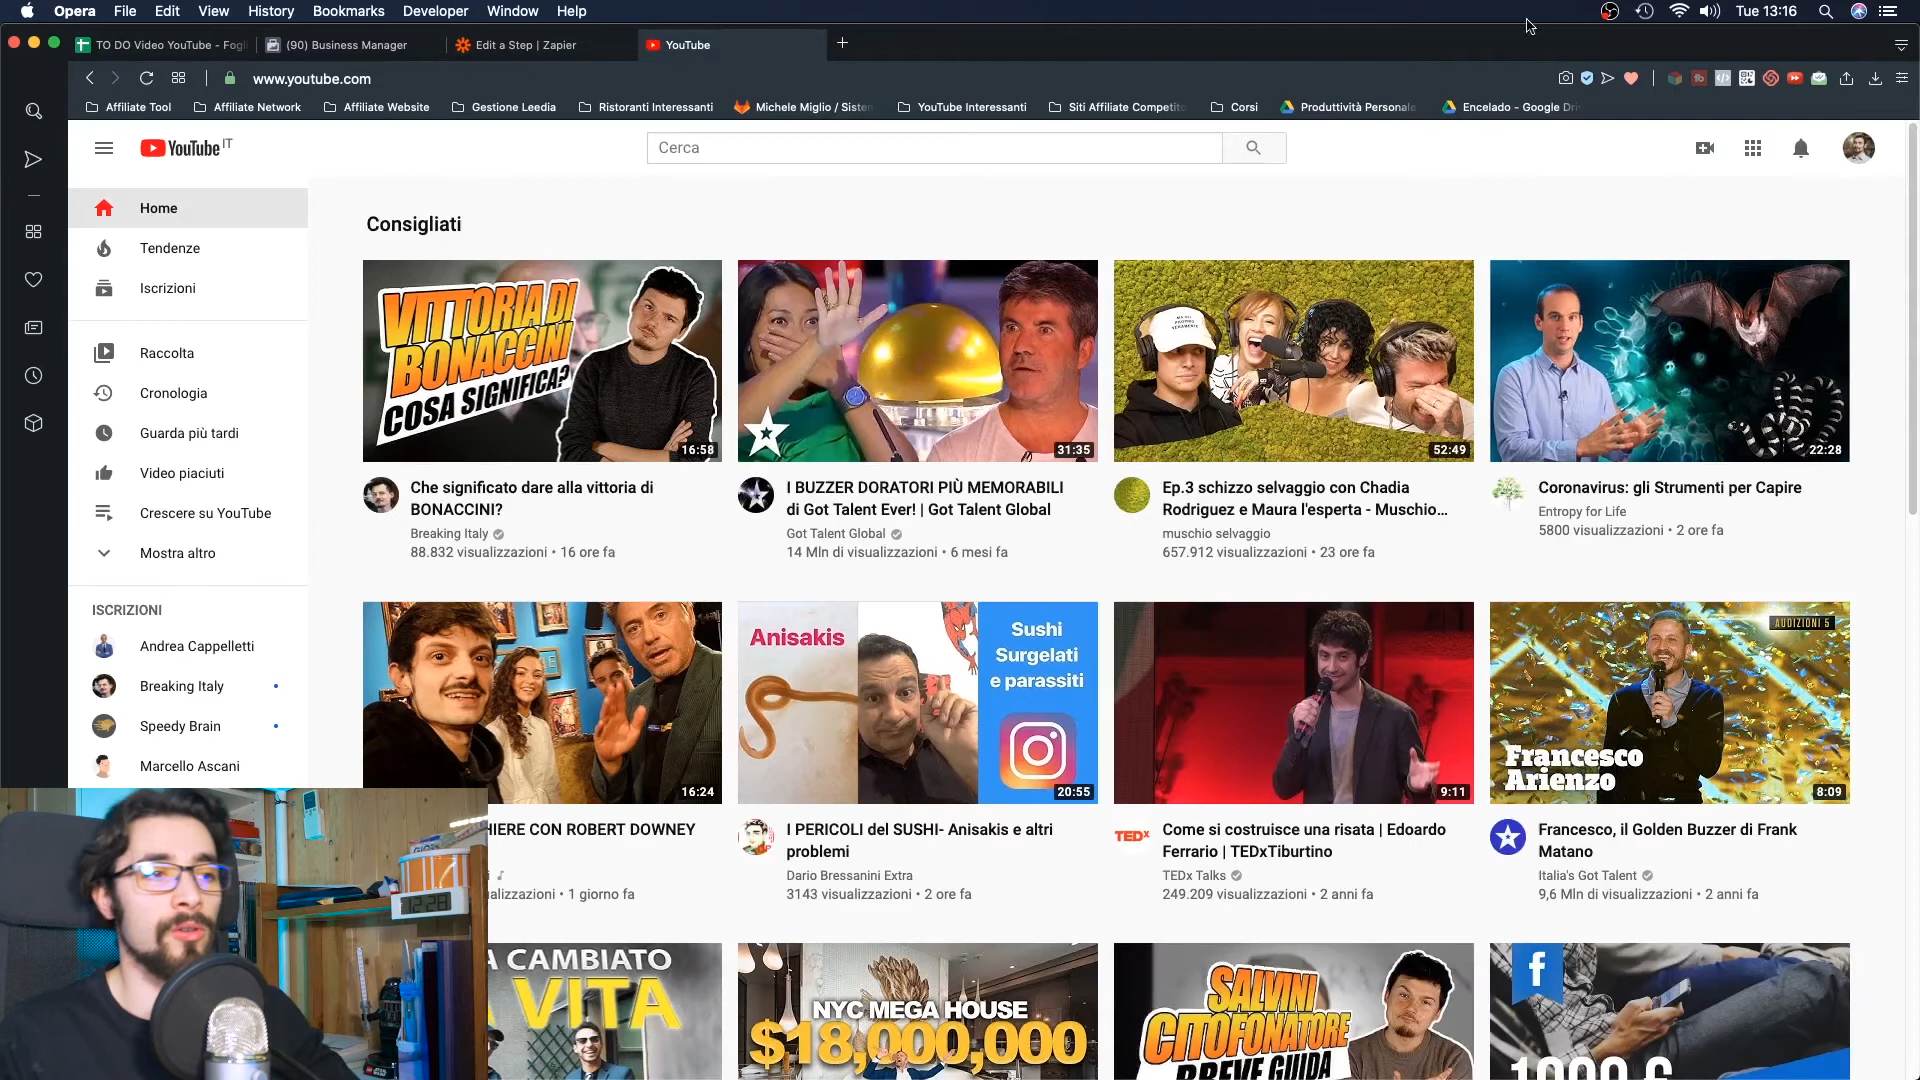 Opera File Edit View History Bookmarks Developer Window Help Tue 13:16
TO DO Video YouTube - Fogli (90) Business Manager Edit a Step | Zapier YouTube
www.youtube.com
Affiliate Tool Affiliate Network Affiliate Website Gestione Leedia Ristoranti Interessanti Michele Miglio / Sistem YouTube Interessanti Siti Affiliate Competito Corsi Produttività Personale Encelado - Google Dri
YouTube IT
Cerca
Home
Tendenze
Iscrizioni
Raccolta
Cronologia
Guarda più tardi
Video piaciuti
Crescere su YouTube
Mostra altro
ISCRIZIONI
Andrea Cappelletti
Breaking Italy
Speedy Brain
Marcello Ascani
Consigliati
VITTORIA DI
BONACCINI
COSA SIGNIFICA?
16:58
Che significato dare alla vittoria di
BONACCINI?
Breaking Italy
88.832 visualizzazioni • 16 ore fa
31:35
I BUZZER DORATORI PIÙ MEMORABILI
di Got Talent Ever! | Got Talent Global
Got Talent Global
14 Mln di visualizzazioni • 6 mesi fa
52:49
Ep.3 schizzo selvaggio con Chadia
Rodriguez e Maura l'esperta - Muschio...
muschio selvaggio
657.912 visualizzazioni • 23 ore fa
22:28
Coronavirus: gli Strumenti per Capire
Entropy for Life
5800 visualizzazioni • 2 ore fa
16:24
HIERE CON ROBERT DOWNEY
alizzazioni • 1 giorno fa
Anisakis
Sushi
Surgelati
e parassiti
20:55
I PERICOLI del SUSHI- Anisakis e altri
problemi
Dario Bressanini Extra
3143 visualizzazioni • 2 ore fa
9:11
TEDx
Come si costruisce una risata | Edoardo
Ferrario | TEDxTiburtino
TEDx Talks
249.209 visualizzazioni • 2 anni fa
AUDIZIONI 5
Francesco
Arienzo
8:09
Francesco, il Golden Buzzer di Frank
Matano
Italia's Got Talent
9,6 Mln di visualizzazioni • 2 anni fa
A CAMBIATO
VITA
NYC MEGA HOUSE
$18,000,000
SALVINI
CITOFONATORE
BREVE GUIDA
1000 €
12:28